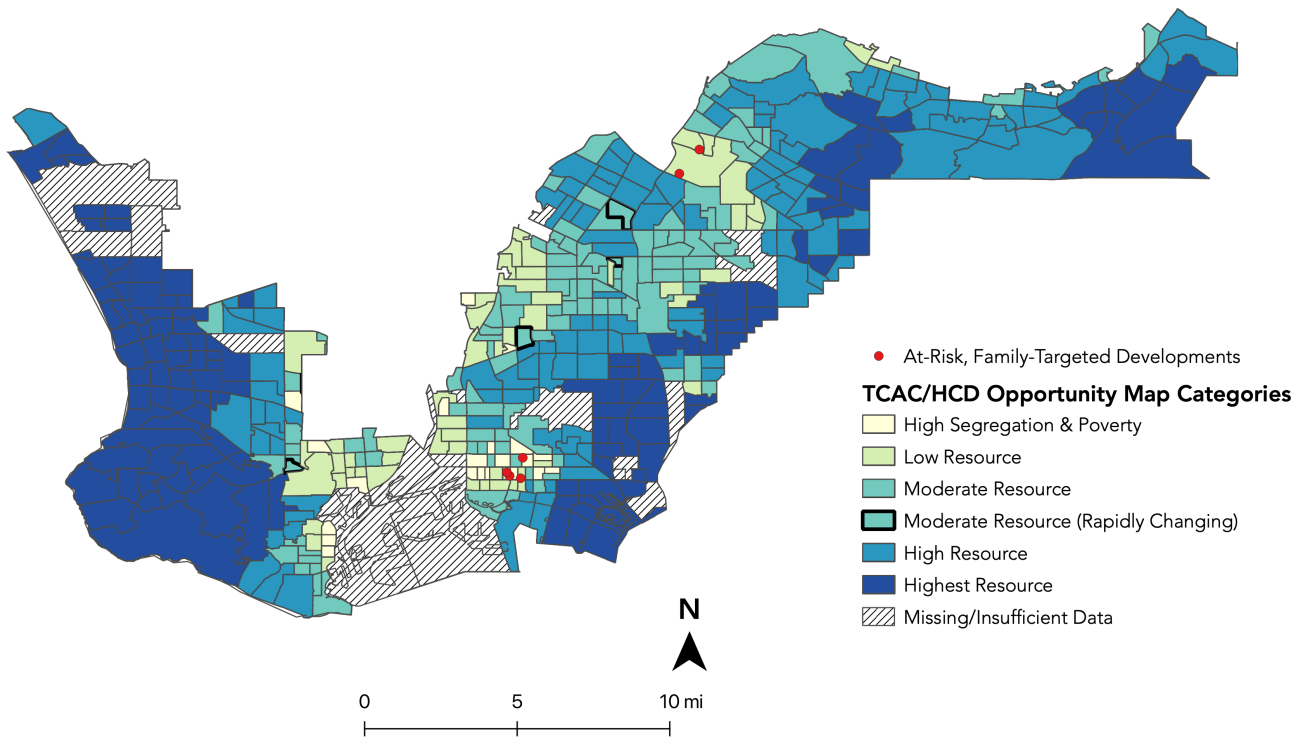 At-Risk, Family-Targeted Developments
TCAC/HCD Opportunity Map Categories
High Segregation & Poverty
Low Resource
Moderate Resource
Moderate Resource (Rapidly Changing)
High Resource
Highest Resource
Missing/Insufficient Data
N
0 5 10 mi